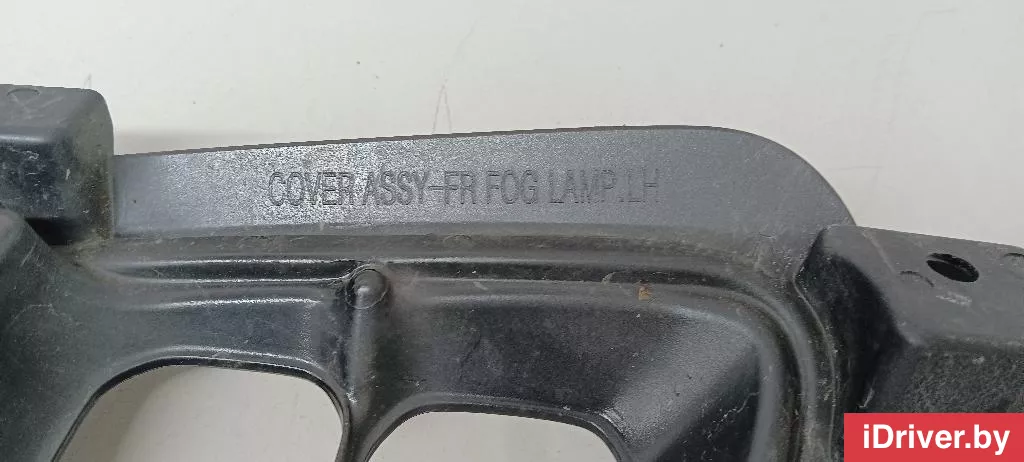 COVER ASSY-FR FOG LAMP.LH
iDriver.by